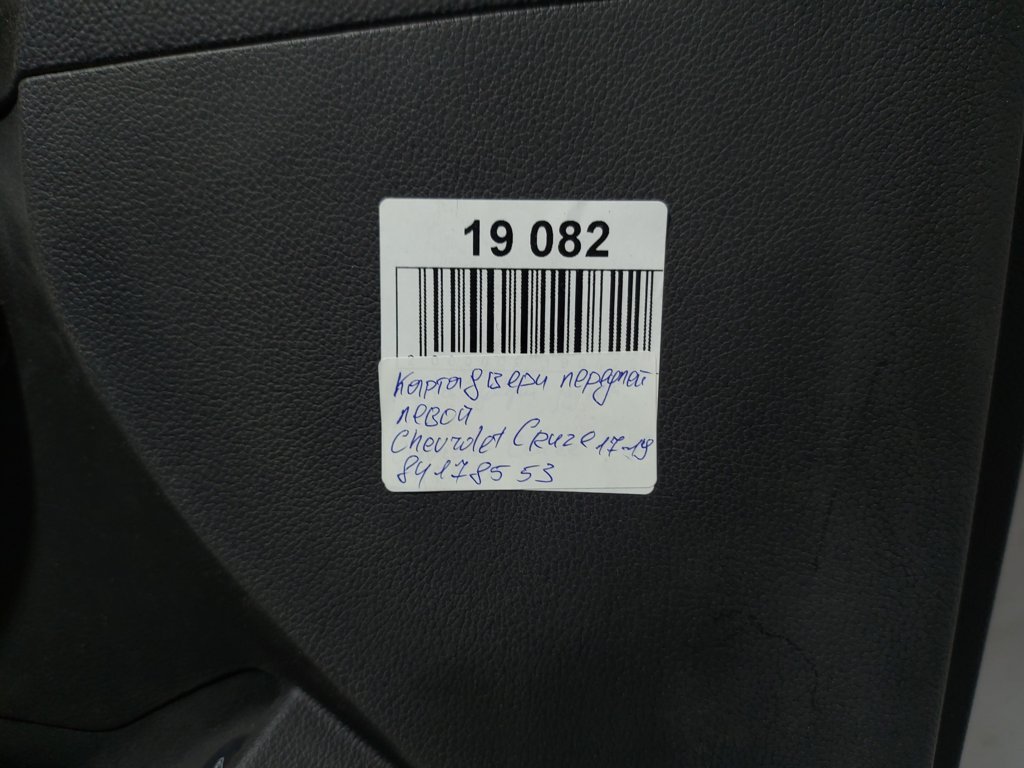 19 082
Карта двери передней
левой
Chevrolet Cruze 17-19
84178553